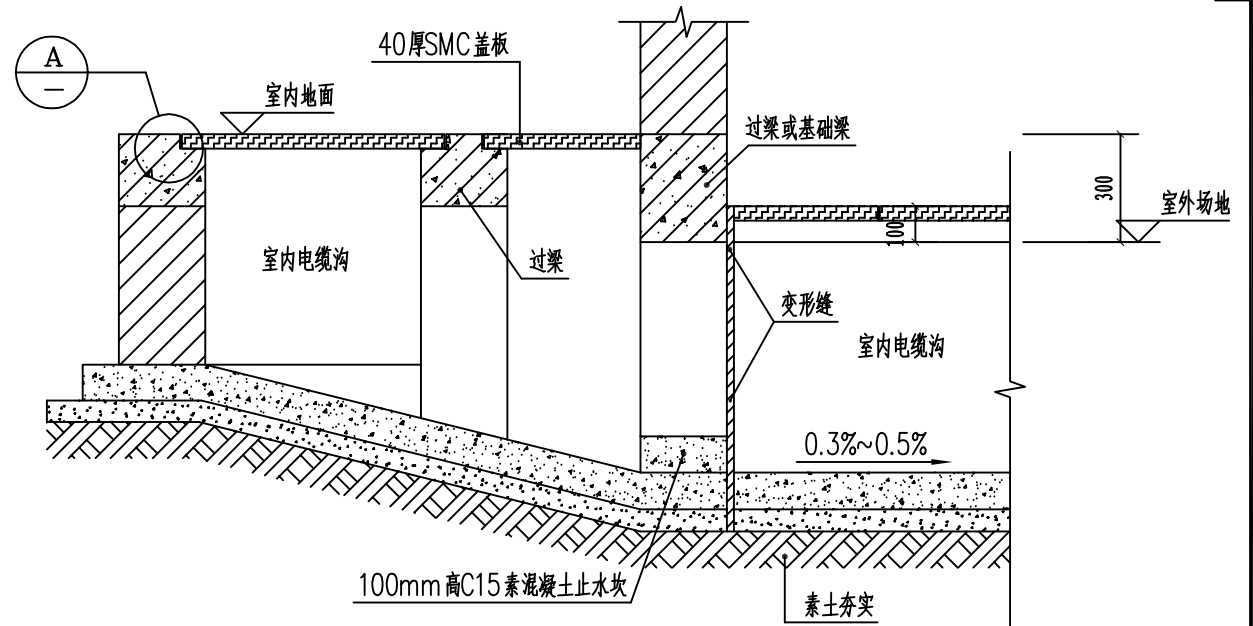 A
—
40厚SMC盖板
室内地面
过梁或基础梁
300
室外场地
100
室内电缆沟
过梁
变形缝
室内电缆沟
0.3%~0.5%
100mm高C15素混凝土止水坎
素土夯实